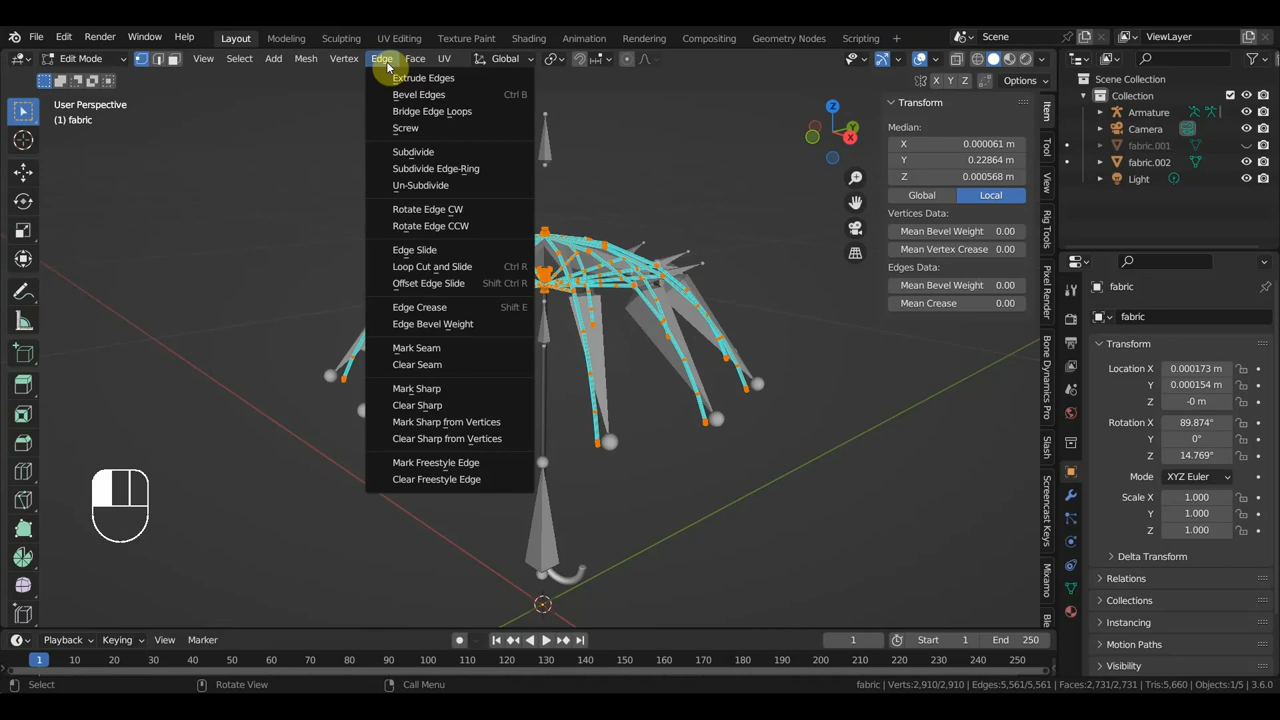 File Edit Render Window Help Layout Modeling Sculpting UV Editing Texture Paint Shading Animation Rendering Compositing Geometry Nodes Scripting + Scene ViewLayer
Edit Mode View Select Add Mesh Vertex Edge Face UV Global
X Y Z Options
User Perspective
(1) fabric
Extrude Edges
Bevel Edges Ctrl B
Bridge Edge Loops
Screw
Subdivide
Subdivide Edge-Ring
Un-Subdivide
Rotate Edge CW
Rotate Edge CCW
Edge Slide
Loop Cut and Slide Ctrl R
Offset Edge Slide Shift Ctrl R
Edge Crease Shift E
Edge Bevel Weight
Mark Seam
Clear Seam
Mark Sharp
Clear Sharp
Mark Sharp from Vertices
Clear Sharp from Vertices
Mark Freestyle Edge
Clear Freestyle Edge
Z
Y
X
Transform
Median:
X 0.000061 m
Y 0.22864 m
Z 0.000568 m
Global Local
Vertices Data:
Mean Bevel Weight 0.00
Mean Vertex Crease 0.00
Edges Data:
Mean Bevel Weight 0.00
Mean Crease 0.00
Item
Tool
View
Rig Tools
Pixel Render
Bone Dynamics Pro
Slash
Screencast Keys
Mixamo
Ble
Scene Collection
Collection
Armature
Camera
fabric.001
fabric.002
Light
fabric
fabric
Transform
Location X 0.000173 m
Y 0.000154 m
Z -0 m
Rotation X 89.874°
Y 0°
Z 14.769°
Mode XYZ Euler
Scale X 1.000
Y 1.000
Z 1.000
Delta Transform
Relations
Collections
Instancing
Motion Paths
Visibility
Playback Keying View Marker 1 Start 1 End 250
1 10 20 30 40 50 60 70 80 90 100 110 120 130 140 150 160 170 180 190 200 210 220 230 240 250
Select Rotate View Call Menu fabric | Verts:2,910/2,910 | Edges:5,561/5,561 | Faces:2,731/2,731 | Tris:5,660 | Objects:1/5 | 3.6.0